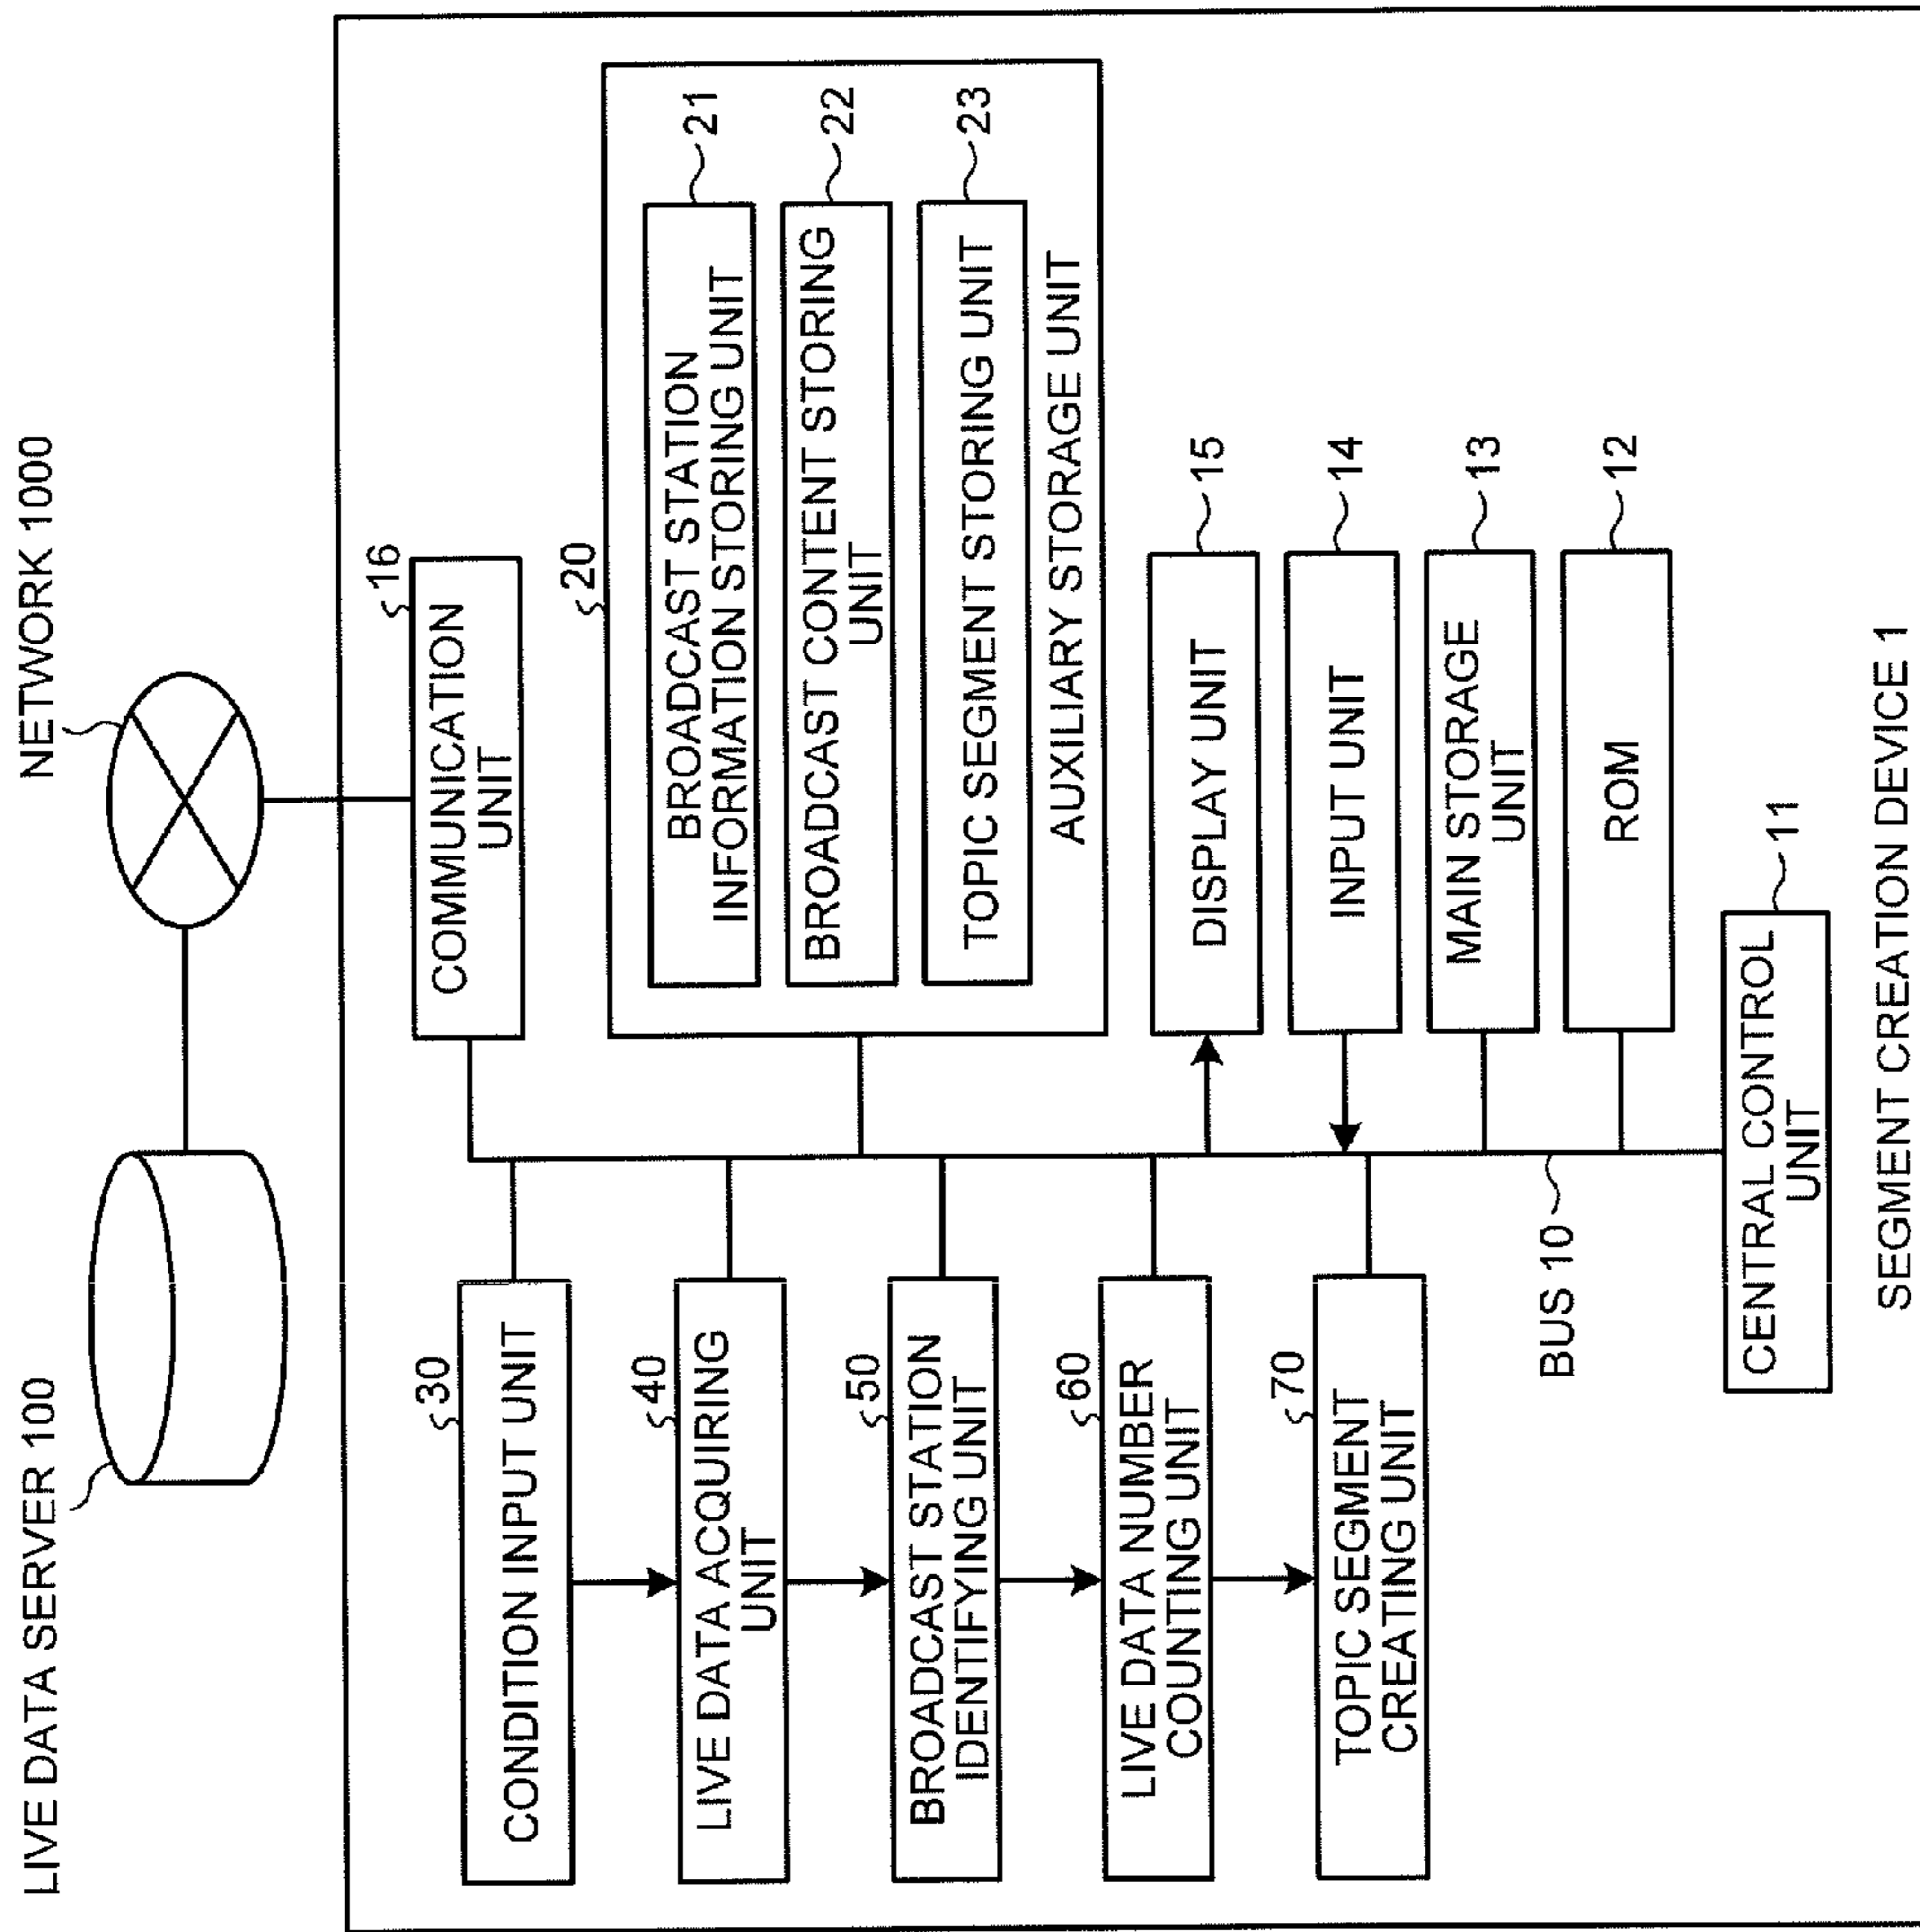 LIVE DATA SERVER 100
NETWORK 1000
16
COMMUNICATION
UNIT
20
21
BROADCAST STATION
INFORMATION STORING UNIT
22
BROADCAST CONTENT STORING
UNIT
23
TOPIC SEGMENT STORING UNIT
AUXILIARY STORAGE UNIT
30
CONDITION INPUT UNIT
40
LIVE DATA ACQUIRING
UNIT
50
BROADCAST STATION
IDENTIFYING UNIT
60
LIVE DATA NUMBER
COUNTING UNIT
70
TOPIC SEGMENT
CREATING UNIT
15
DISPLAY UNIT
14
INPUT UNIT
13
MAIN STORAGE
UNIT
12
ROM
BUS 10
11
CENTRAL CONTROL
UNIT
SEGMENT CREATION DEVICE 1